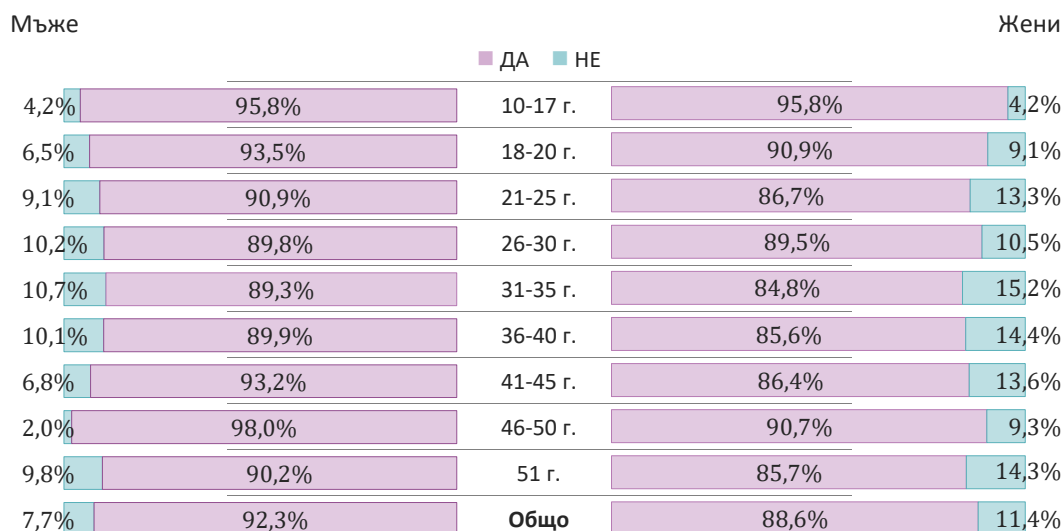 Мъже Жени
ДА НЕ
4,2% 95,8% 10-17 г. 95,8% 4,2%
6,5% 93,5% 18-20 г. 90,9% 9,1%
9,1% 90,9% 21-25 г. 86,7% 13,3%
10,2% 89,8% 26-30 г. 89,5% 10,5%
10,7% 89,3% 31-35 г. 84,8% 15,2%
10,1% 89,9% 36-40 г. 85,6% 14,4%
6,8% 93,2% 41-45 г. 86,4% 13,6%
2,0% 98,0% 46-50 г. 90,7% 9,3%
9,8% 90,2% 51 г. 85,7% 14,3%
7,7% 92,3% Общо 88,6% 11,4%